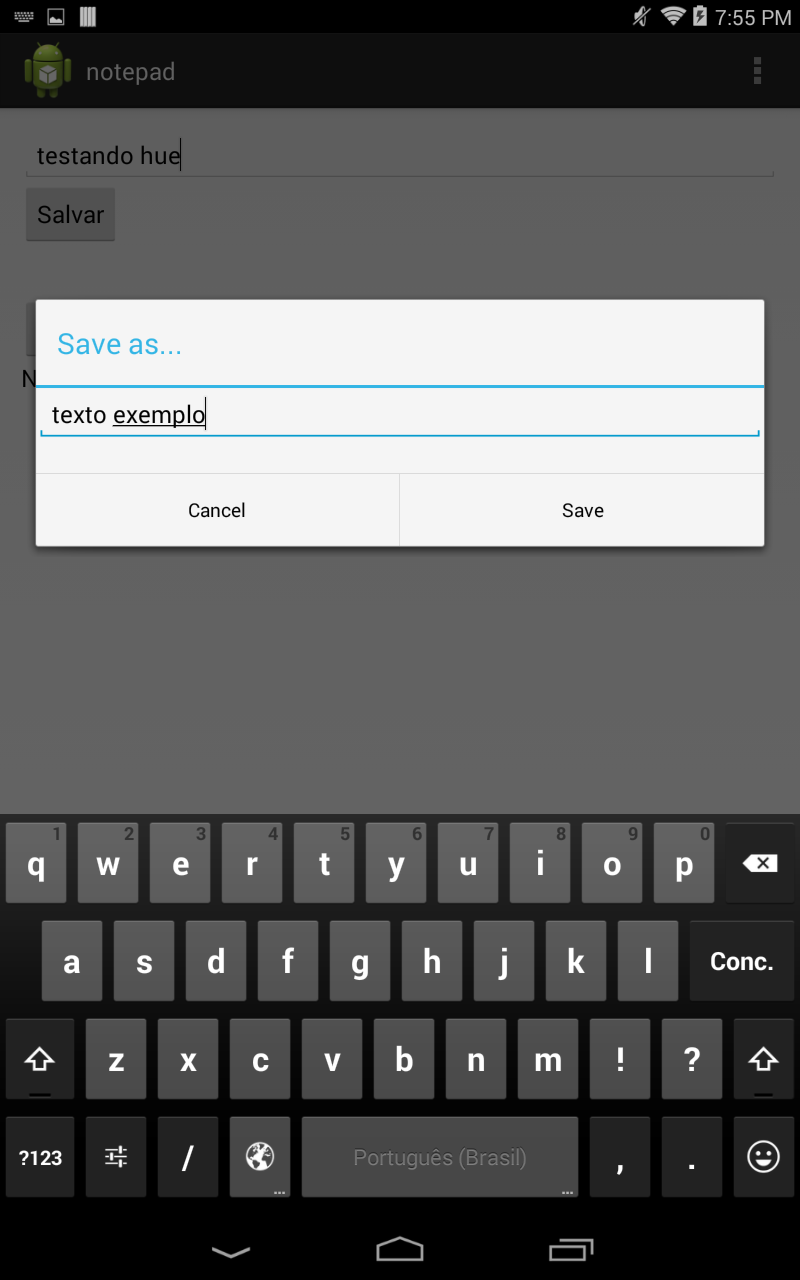 7:55 PM
notepad
testando hue
Salvar
N
Save as...
texto exemplo
Cancel Save
1 2 3 4 5 6 7 8 9 0
q w e r t y u i o p
a s d f g h j k l Conc.
z x c v b n m ! ?
?123 / Português (Brasil) , .